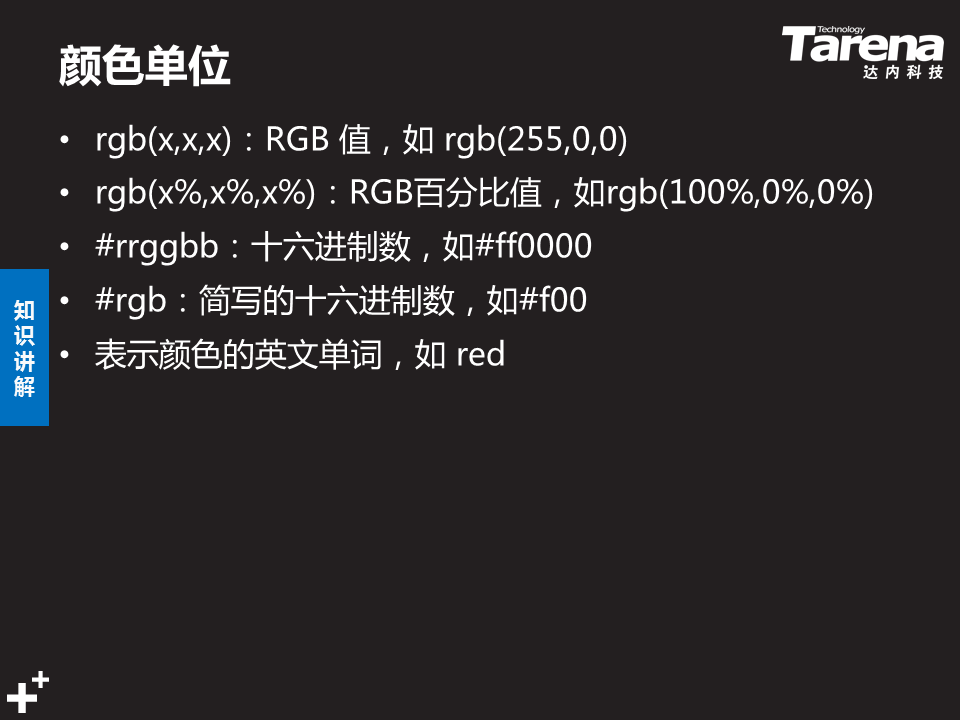 颜色单位
Technology
Tarena
达内科技
• rgb(x,x,x)：RGB 值，如 rgb(255,0,0)
• rgb(x%,x%,x%)：RGB百分比值，如rgb(100%,0%,0%)
• #rrggbb：十六进制数，如#ff0000
• #rgb：简写的十六进制数，如#f00
• 表示颜色的英文单词，如 red
知
识
讲
解